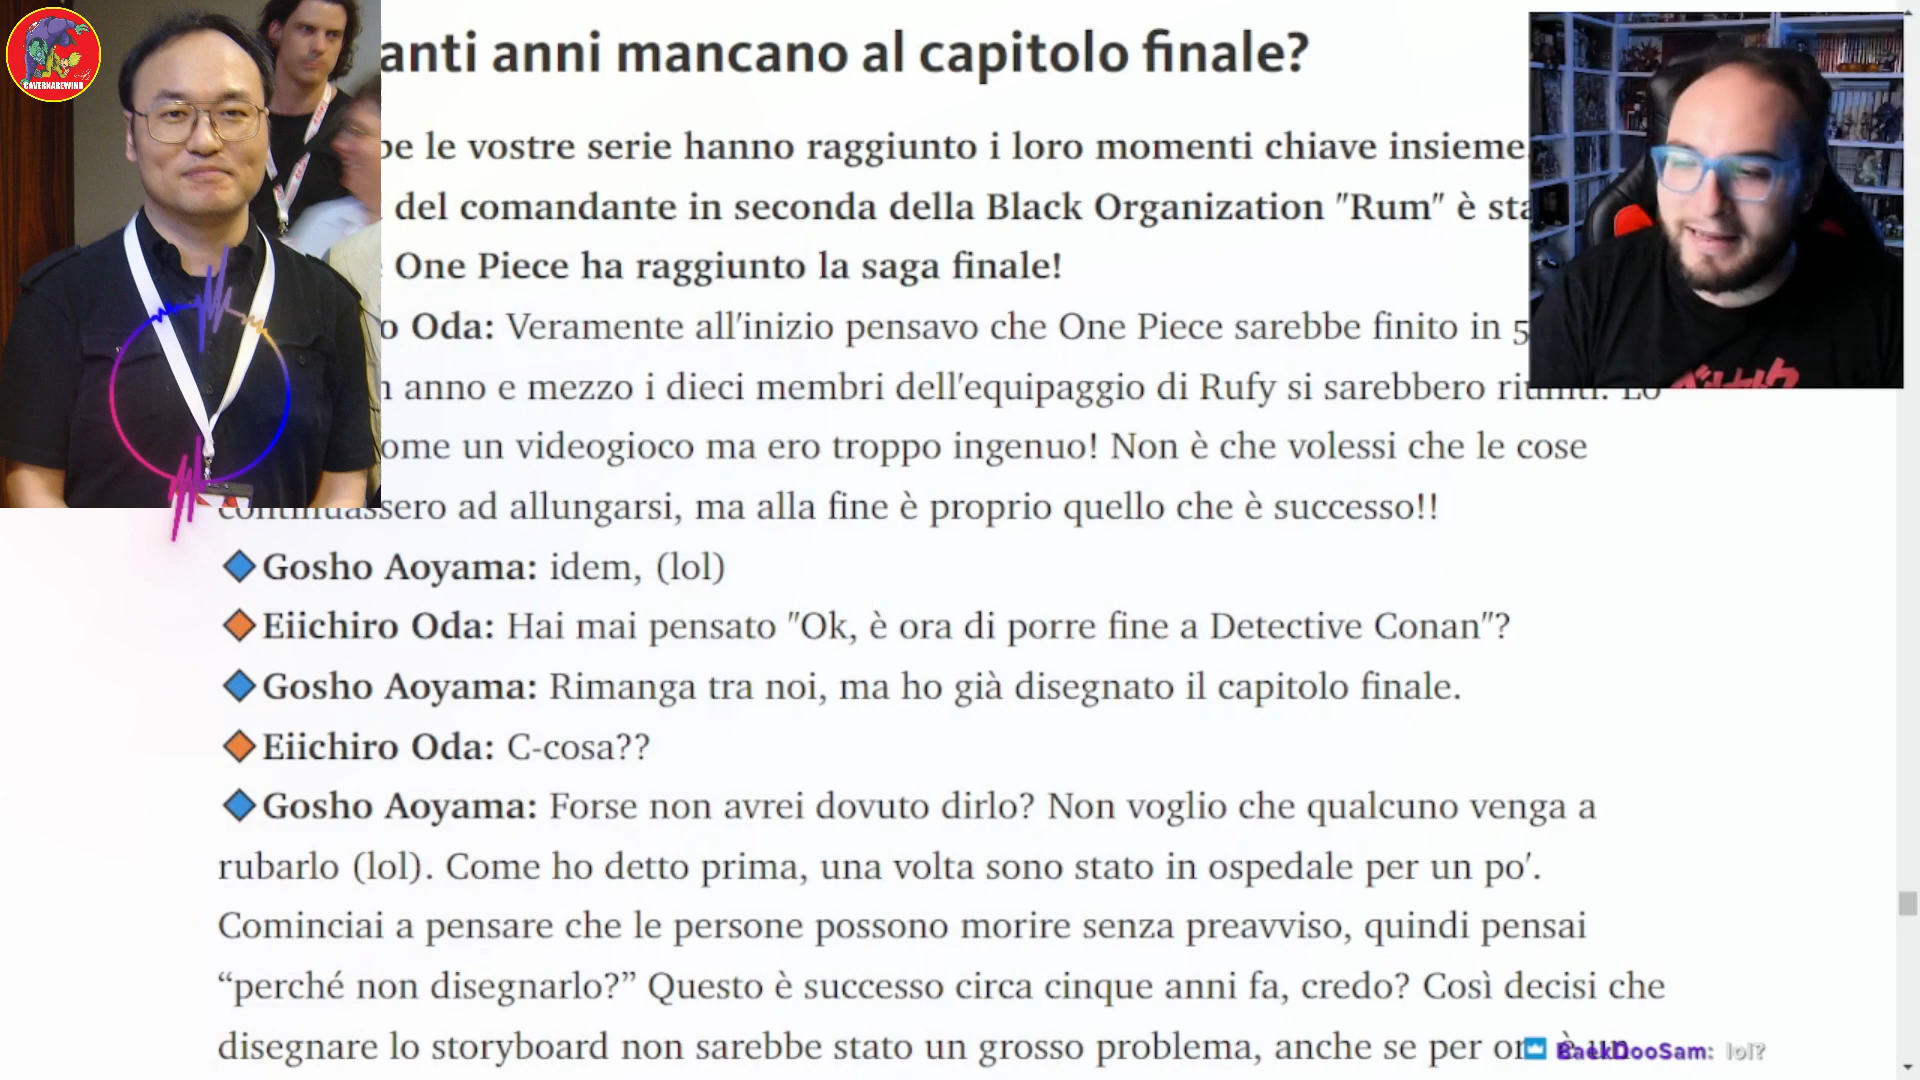 CAVERNAREWIND
anti anni mancano al capitolo finale?
be le vostre serie hanno raggiunto i loro momenti chiave insieme.
del comandante in seconda della Black Organization "Rum" è sta
One Piece ha raggiunto la saga finale!
o Oda: Veramente all'inizio pensavo che One Piece sarebbe finito in 5
anno e mezzo i dieci membri dell'equipaggio di Rufy si sarebbero riuniti. Lo
ome un videogioco ma ero troppo ingenuo! Non è che volessi che le cose
continuassero ad allungarsi, ma alla fine è proprio quello che è successo!!
Gosho Aoyama: idem, (lol)
Eiichiro Oda: Hai mai pensato "Ok, è ora di porre fine a Detective Conan"?
Gosho Aoyama: Rimanga tra noi, ma ho già disegnato il capitolo finale.
Eiichiro Oda: C-cosa??
Gosho Aoyama: Forse non avrei dovuto dirlo? Non voglio che qualcuno venga a
rubarlo (lol). Come ho detto prima, una volta sono stato in ospedale per un po'.
Cominciai a pensare che le persone possono morire senza preavviso, quindi pensai
“perché non disegnarlo?” Questo è successo circa cinque anni fa, credo? Così decisi che
disegnare lo storyboard non sarebbe stato un grosso problema, anche se per or è un
BaekDooSam: lol?